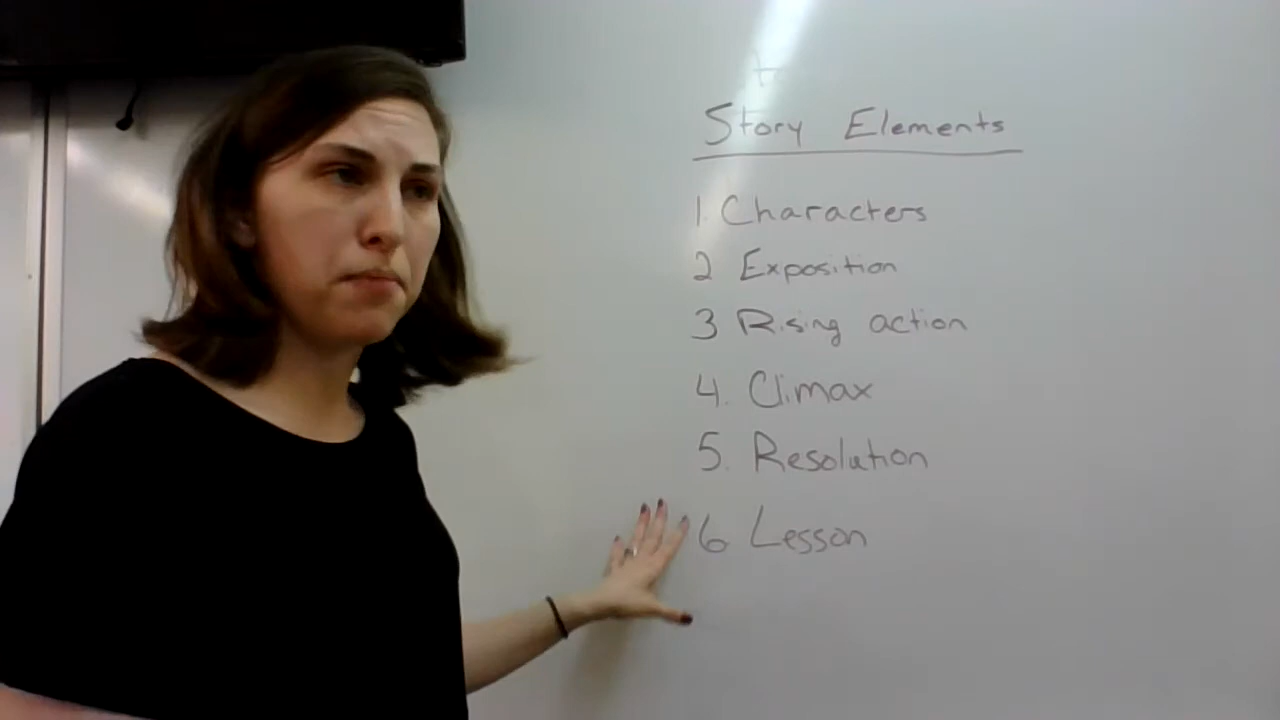 Story Elements
1. Characters
2 Exposition
3 Rising action
4. Climax
5. Resolution
6 Lesson